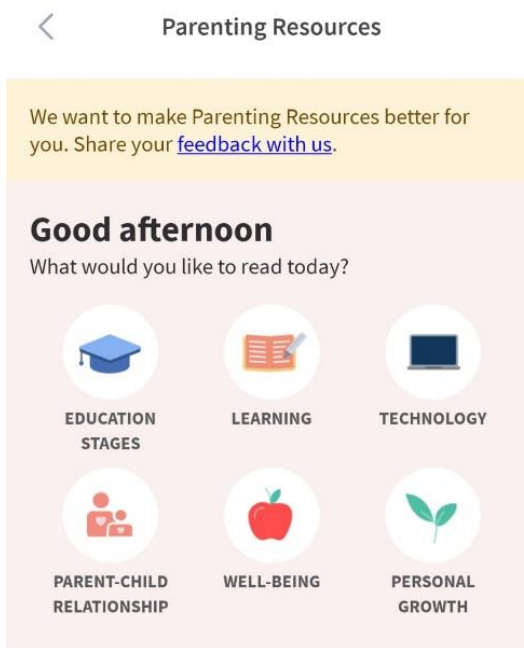 Parenting Resources
We want to make Parenting Resources better for
you. Share your feedback with us.
Good afternoon
What would you like to read today?
EDUCATION
STAGES
LEARNING
TECHNOLOGY
PARENT-CHILD
RELATIONSHIP
WELL-BEING
PERSONAL
GROWTH